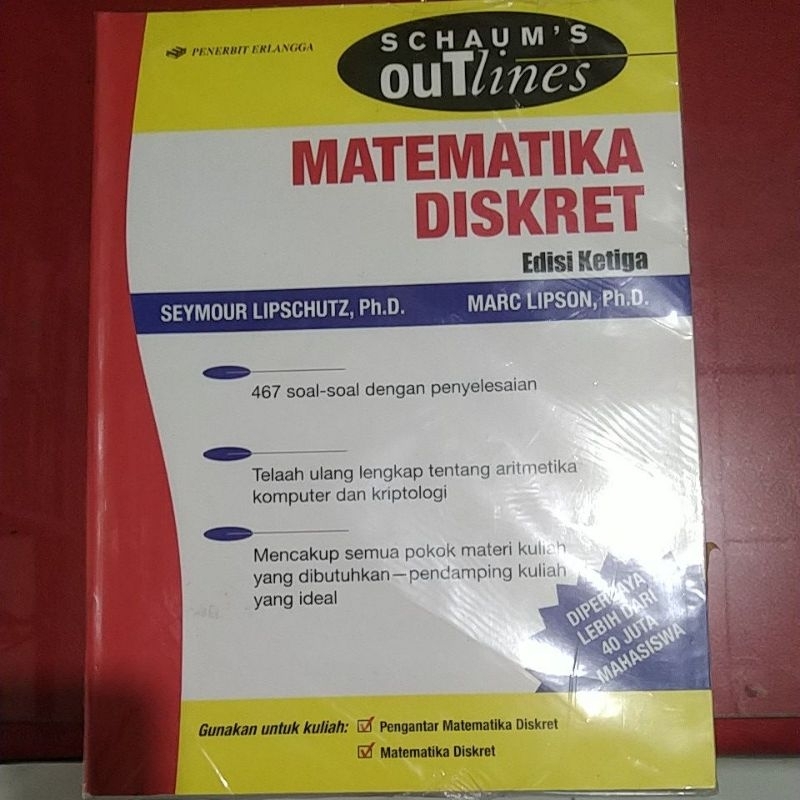 PENERBIT ERLANGGA
SCHAUM'S
ouTlines
MATEMATIKA
DISKRET
Edisi Ketiga
SEYMOUR LIPSCHUTZ, Ph.D.
MARC LIPSON, Ph.D.
467 soal-soal dengan penyelesaian
Telaah ulang lengkap tentang aritmetika
komputer dan kriptologi
Mencakup semua pokok materi kuliah
yang dibutuhkan—pendamping kuliah
yang ideal
DIPERCAYA
LEBIH DARI
40 JUTA
MAHASISWA
Gunakan untuk kuliah: Pengantar Matematika Diskret
Matematika Diskret